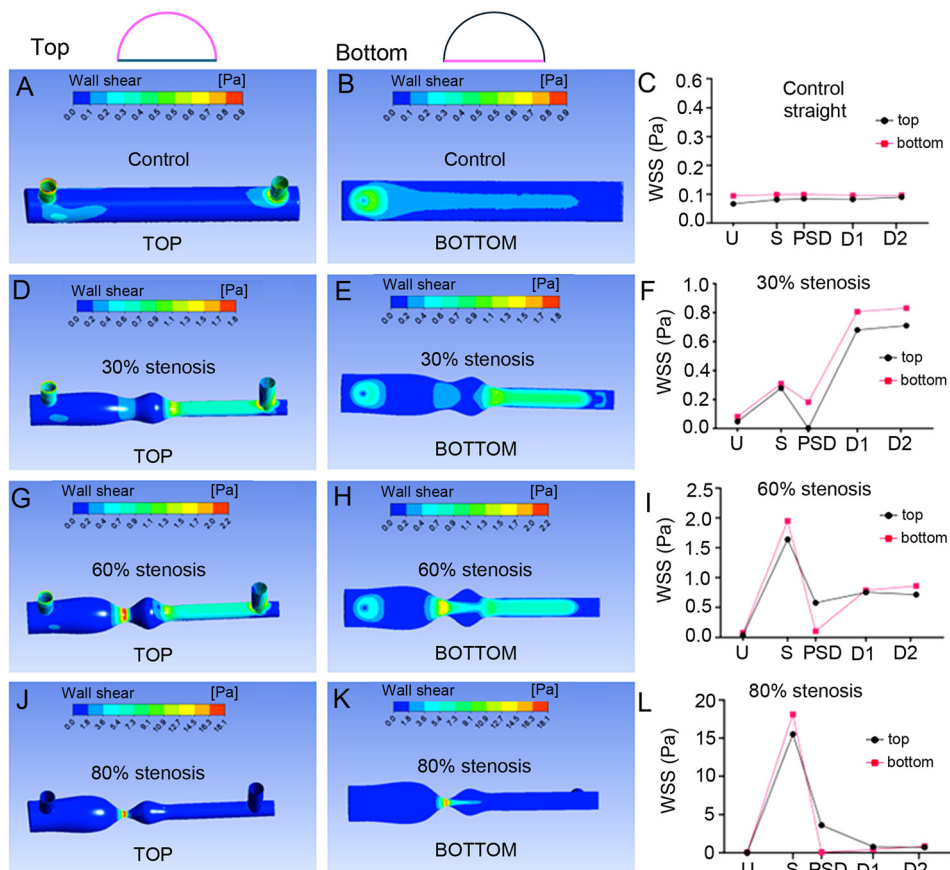 Top
Bottom
A
Wall shear [Pa]
0.0 0.1 0.2 0.3 0.4 0.5 0.5 0.6 0.7 0.8 0.9
Control
TOP
B
Wall shear [Pa]
0.0 0.1 0.2 0.3 0.4 0.5 0.5 0.6 0.7 0.8 0.9
Control
BOTTOM
C
Control
straight
top
bottom
WSS (Pa)
0.6
0.5
0.4
0.3
0.2
0.1
0.0
U S PSD D1 D2
D
Wall shear [Pa]
0.0 0.2 0.4 0.6 0.7 0.9 1.1 1.3 1.5 1.7 1.8
30% stenosis
TOP
E
Wall shear [Pa]
0.0 0.2 0.4 0.6 0.7 0.9 1.1 1.3 1.5 1.7 1.8
30% stenosis
BOTTOM
F
30% stenosis
top
bottom
WSS (Pa)
1.0
0.8
0.6
0.4
0.2
0
U S PSD D1 D2
G
Wall shear [Pa]
0.0 0.2 0.4 0.7 0.9 1.1 1.3 1.5 1.7 2.0 2.2
60% stenosis
TOP
H
Wall shear [Pa]
0.0 0.2 0.4 0.7 0.9 1.1 1.3 1.5 1.7 2.0 2.2
60% stenosis
BOTTOM
I
60% stenosis
top
bottom
WSS (Pa)
2.5
2.0
1.5
1.0
0.5
0.0
U S PSD D1 D2
J
Wall shear [Pa]
0.0 1.8 3.6 5.4 7.3 9.1 10.9 12.7 14.5 16.3 18.1
80% stenosis
TOP
K
Wall shear [Pa]
0.0 1.8 3.6 5.4 7.3 9.1 10.9 12.7 14.5 16.3 18.1
80% stenosis
BOTTOM
L
80% stenosis
top
bottom
WSS (Pa)
20
15
10
5
0
U S PSD D1 D2